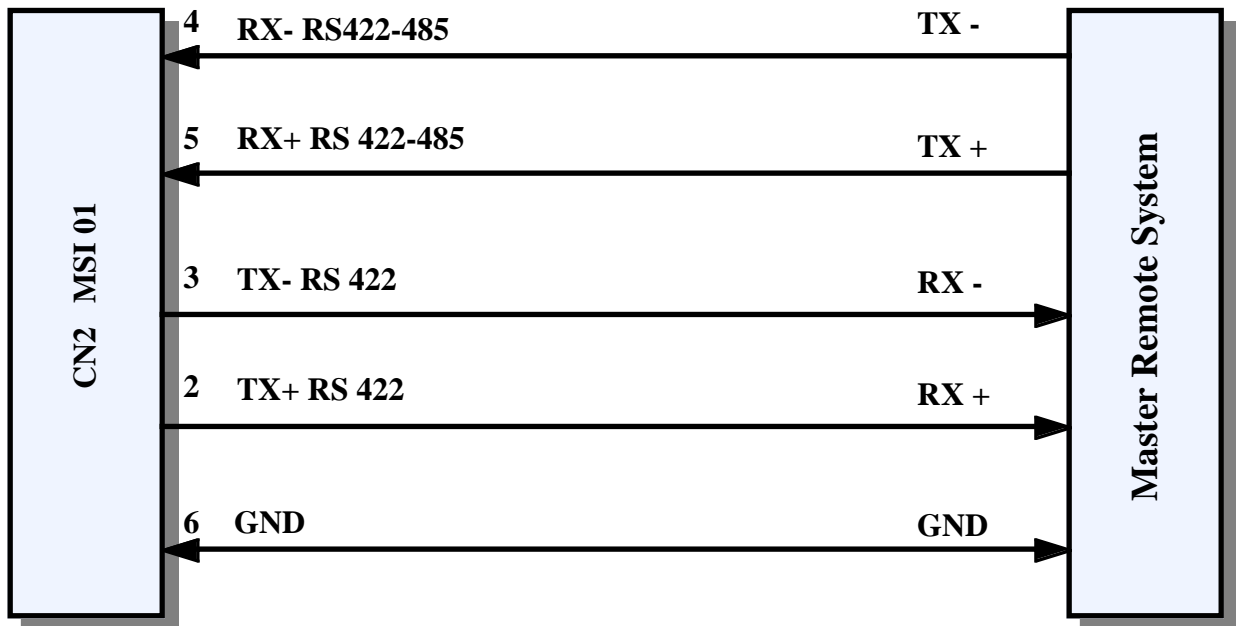 4 RX- RS422-485 TX -
5 RX+ RS 422-485 TX +
3 TX- RS 422 RX -
2 TX+ RS 422 RX +
6 GND GND
CN2 MSI 01
Master Remote System